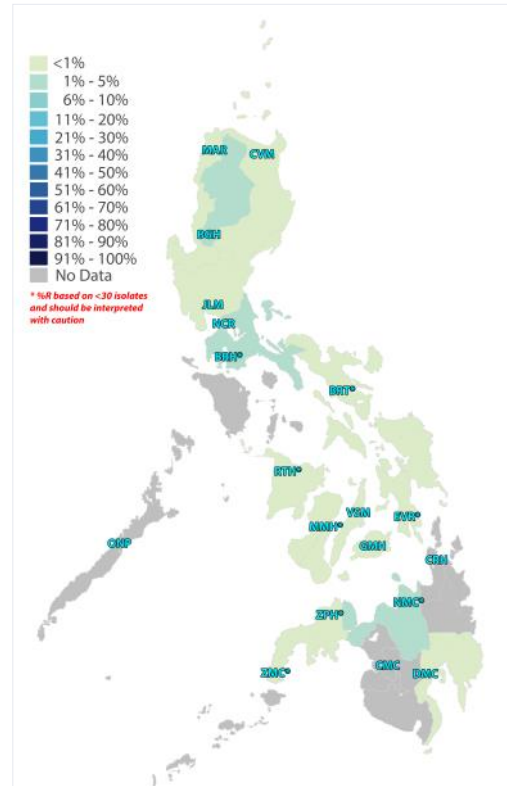 <1%
1% - 5%
6% - 10%
11% - 20%
21% - 30%
31% - 40%
41% - 50%
51% - 60%
61% - 70%
71% - 80%
81% - 90%
91% - 100%
No Data
* %R based on <30 isolates
and should be interpreted
with caution
MAR
CVM
BGH
JLM
NCR
BRH*
BRT*
RTH*
VSM
EVR*
MMH*
GMH
ONP
CRH
NMC*
ZPH*
CMC
DMC
ZMC*